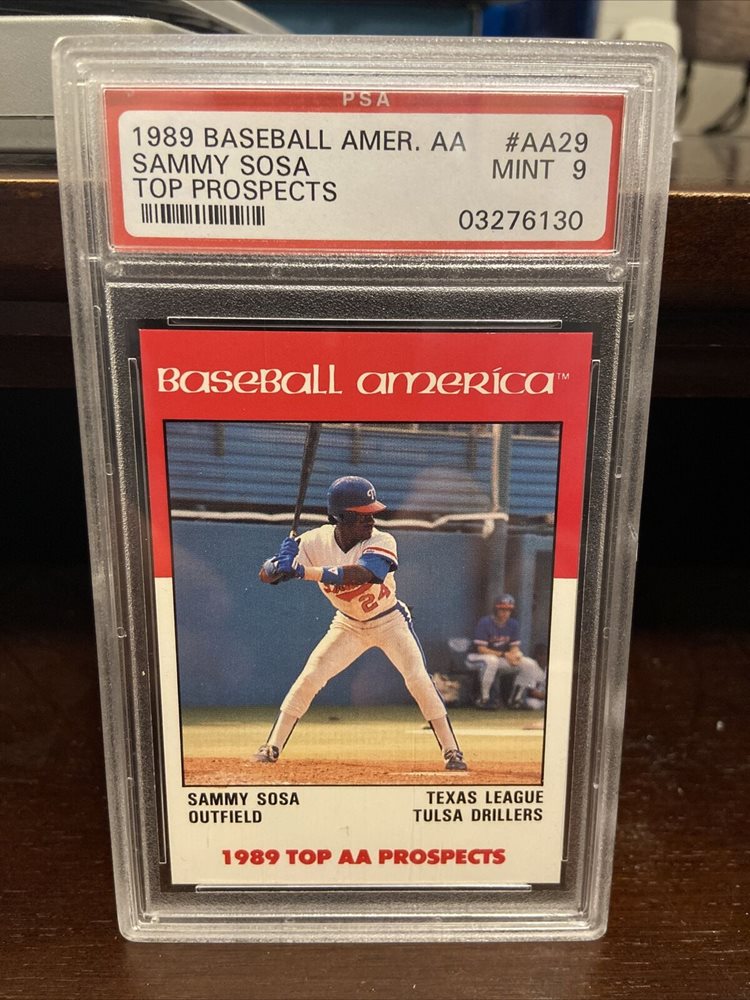 PSA
1989 BASEBALL AMER. AA #AA29
SAMMY SOSA MINT 9
TOP PROSPECTS
03276130
Baseball america™
24
SAMMY SOSA TEXAS LEAGUE
OUTFIELD TULSA DRILLERS
1989 TOP AA PROSPECTS